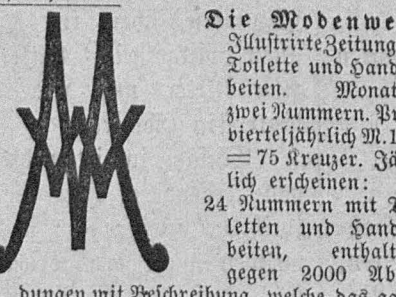 Die Modenwe
Illustrirte Zeitung
Toilette und Hand
beiten. Monat
zwei Nummern. Pr
vierteljährlich M. 1
= 75 Kreuzer. Jä
lich erscheinen:
24 Nummern mit T
letten und Hand
beiten, enthalt
gegen 2000 Ab
dungen mit Beschreibung, welche das ge